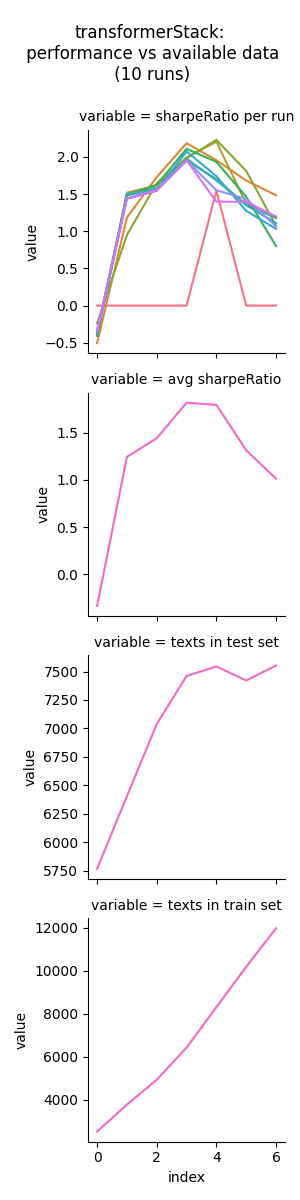 transformerStack:
performance vs available data
(10 runs)
variable = sharpeRatio per run
2.0
1.5
1.0
0.5
0.0
−0.5
value
variable = avg sharpeRatio
1.5
1.0
0.5
0.0
value
variable = texts in test set
7500
7250
7000
6750
6500
6250
6000
5750
value
variable = texts in train set
12000
10000
8000
6000
4000
value
0 2 4 6
index